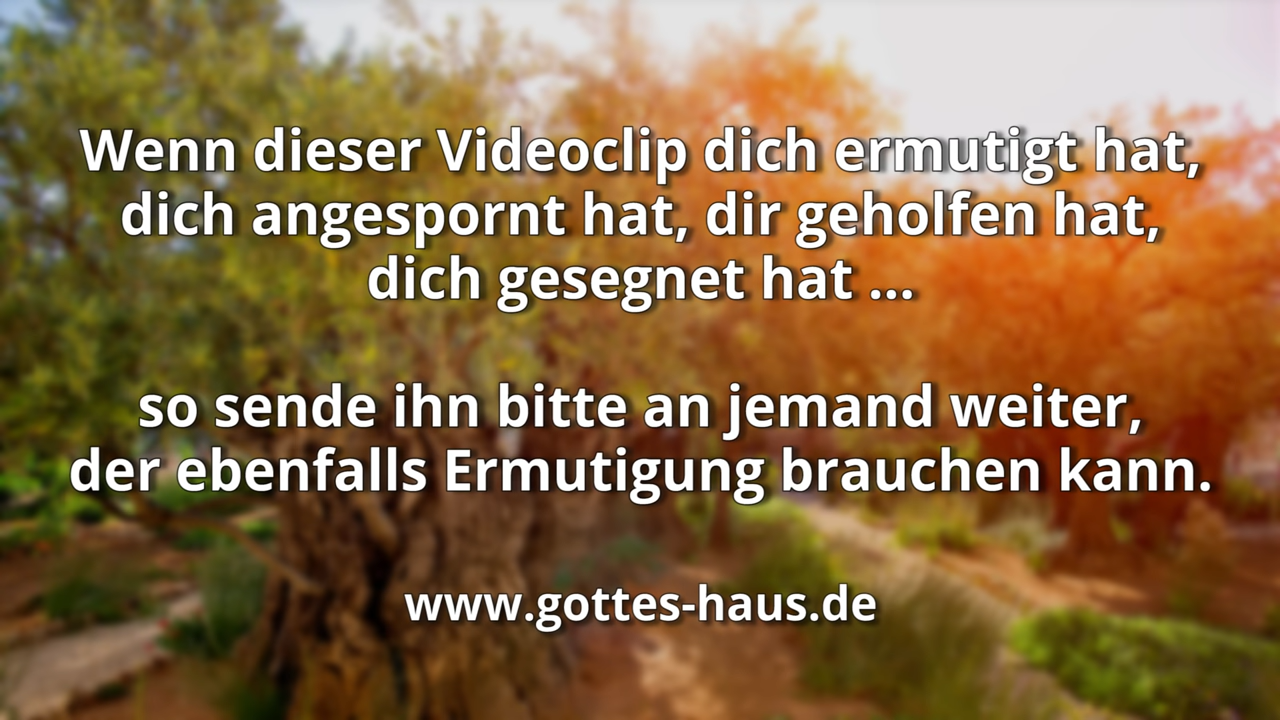 Wenn dieser Videoclip dich ermutigt hat,
dich angespornt hat, dir geholfen hat,
dich gesegnet hat ...
so sende ihn bitte an jemand weiter,
der ebenfalls Ermutigung brauchen kann.
www.gottes-haus.de